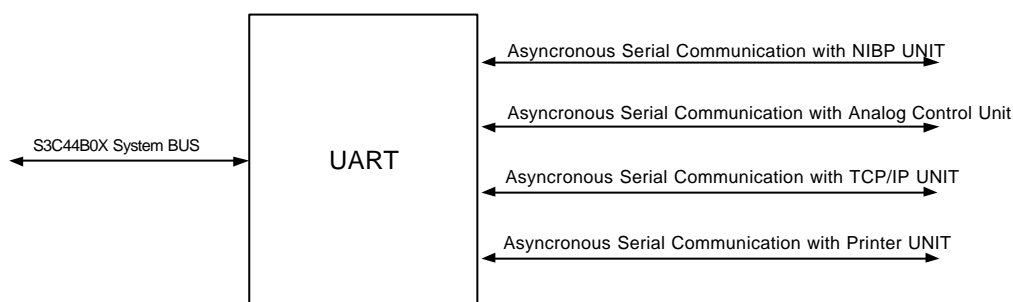 Asyncronous Serial Communication with NIBP UNIT
Asyncronous Serial Communication with Analog Control Unit
S3C44B0X System BUS
UART
Asyncronous Serial Communication with TCP/IP UNIT
Asyncronous Serial Communication with Printer UNIT